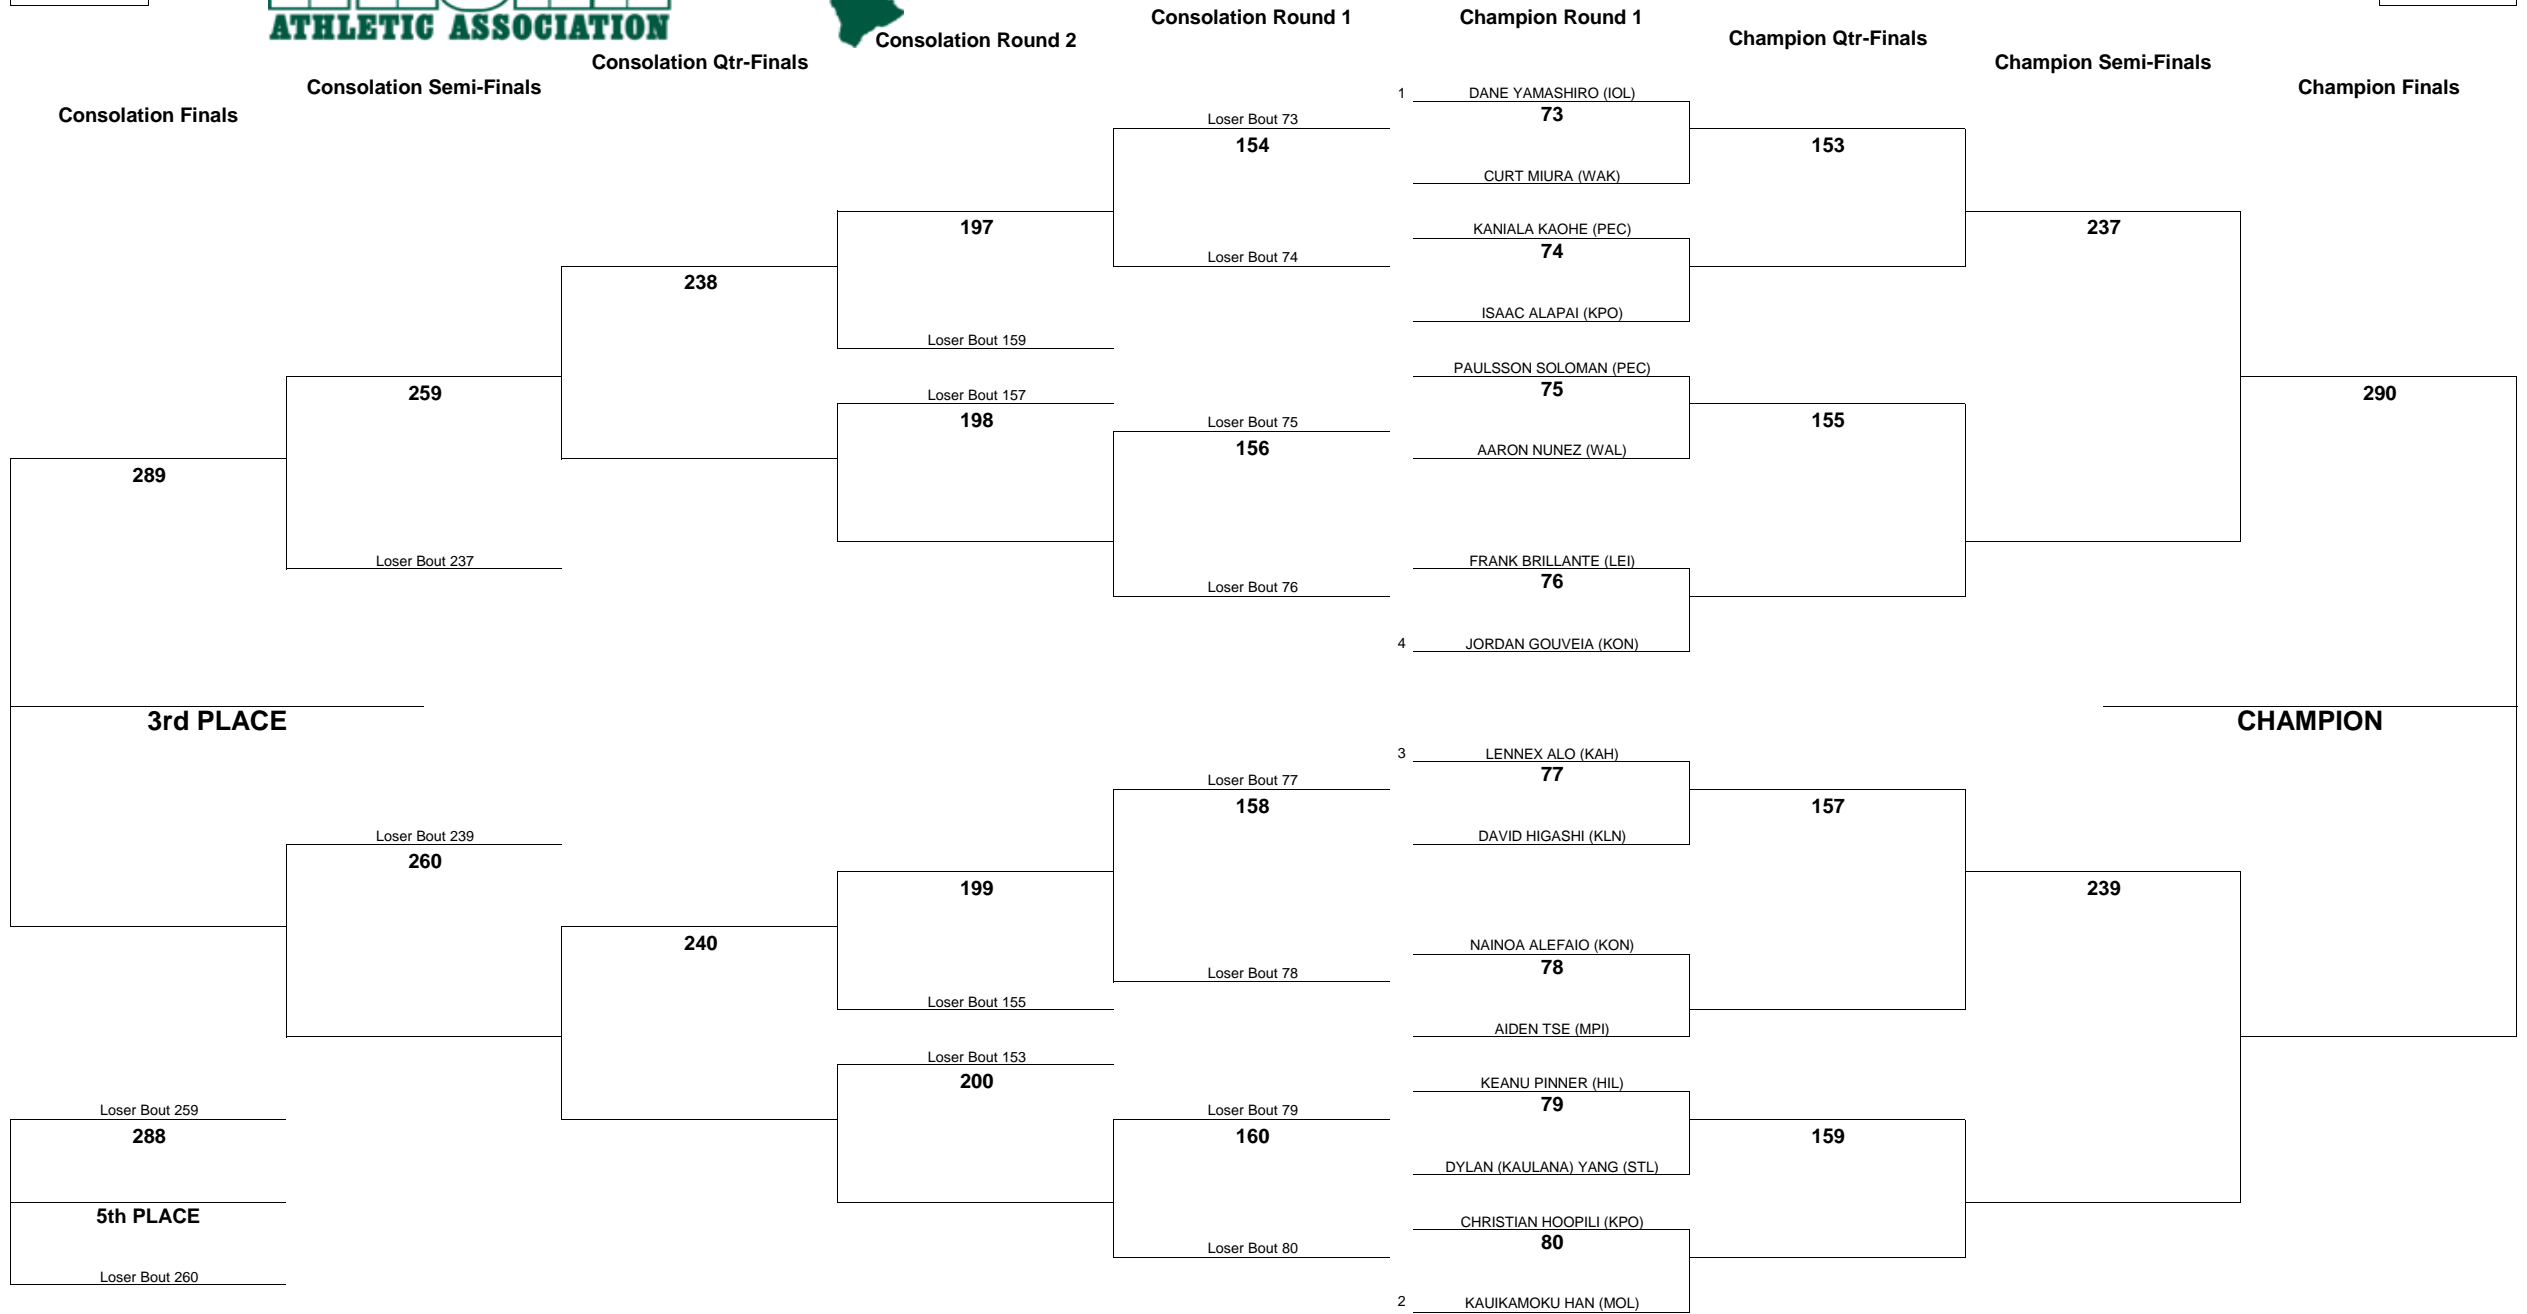 ATHLETIC ASSOCIATION
Consolation Finals
Consolation Semi-Finals
Consolation Qtr-Finals
Consolation Round 2
Consolation Round 1
Champion Round 1
Champion Qtr-Finals
Champion Semi-Finals
Champion Finals
1
DANE YAMASHIRO (IOL)
73
CURT MIURA (WAK)
KANIALA KAOHE (PEC)
74
ISAAC ALAPAI (KPO)
PAULSSON SOLOMAN (PEC)
75
AARON NUNEZ (WAL)
FRANK BRILLANTE (LEI)
76
4
JORDAN GOUVEIA (KON)
3
LENNEX ALO (KAH)
77
DAVID HIGASHI (KLN)
NAINOA ALEFAIO (KON)
78
AIDEN TSE (MPI)
KEANU PINNER (HIL)
79
DYLAN (KAULANA) YANG (STL)
CHRISTIAN HOOPILI (KPO)
80
2
KAUIKAMOKU HAN (MOL)
153
155
157
159
237
239
290
CHAMPION
Loser Bout 73
154
Loser Bout 74
Loser Bout 75
156
Loser Bout 76
Loser Bout 77
158
Loser Bout 78
Loser Bout 79
160
Loser Bout 80
197
Loser Bout 159
Loser Bout 157
198
199
Loser Bout 155
Loser Bout 153
200
238
240
259
Loser Bout 237
Loser Bout 239
260
289
3rd PLACE
Loser Bout 259
288
5th PLACE
Loser Bout 260